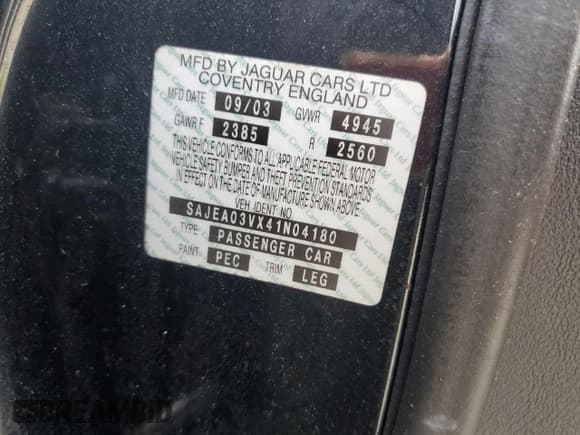 MFD BY JAGUAR CARS LTD
COVENTRY ENGLAND
MFD DATE 09/03 GVWR 4945
GAWR F 2385 R 2560
THIS VEHICLE CONFORMS TO ALL APPLICABLE FEDERAL MOTOR
VEHICLE SAFETY, BUMPER AND THEFT PREVENTION STANDARDS
IN EFFECT ON THE DATE OF MANUFACTURE SHOWN ABOVE.
VEH IDENT NO
SAJEA03VX41N04180
TYPE: PASSENGER CAR
PAINT PEC TRIM LEG
DREAMBID